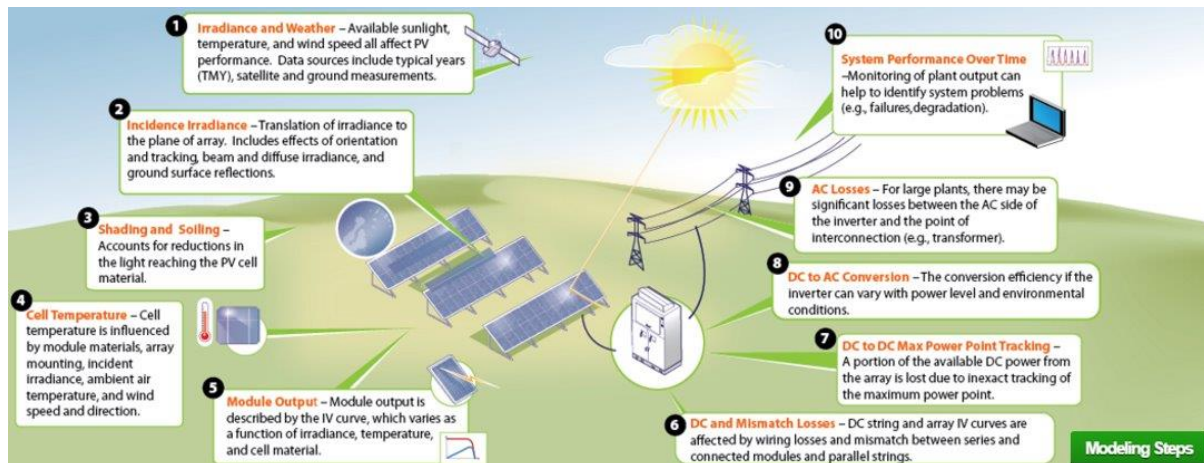 1
Irradiance and Weather – Available sunlight,
temperature, and wind speed all affect PV
performance. Data sources include typical years
(TMY), satellite and ground measurements.
2
Incidence Irradiance – Translation of irradiance to
the plane of array. Includes effects of orientation
and tracking, beam and diffuse irradiance, and
ground surface reflections.
3
Shading and Soiling –
Accounts for reductions in
the light reaching the PV cell
material.
4
Cell Temperature – Cell
temperature is influenced
by module materials, array
mounting, incident
irradiance, ambient air
temperature, and wind
speed and direction.
5
Module Output – Module output is
described by the IV curve, which varies as
a function of irradiance, temperature,
and cell material.
6
DC and Mismatch Losses – DC string and array IV curves are
affected by wiring losses and mismatch between series and
connected modules and parallel strings.
7
DC to DC Max Power Point Tracking –
A portion of the available DC power from
the array is lost due to inexact tracking of
the maximum power point.
8
DC to AC Conversion – The conversion efficiency if the
inverter can vary with power level and environmental
conditions.
9
AC Losses – For large plants, there may be
significant losses between the AC side of
the inverter and the point of
interconnection (e.g., transformer).
10
System Performance Over Time
–Monitoring of plant output can
help to identify system problems
(e.g., failures,degradation).
Modeling Steps